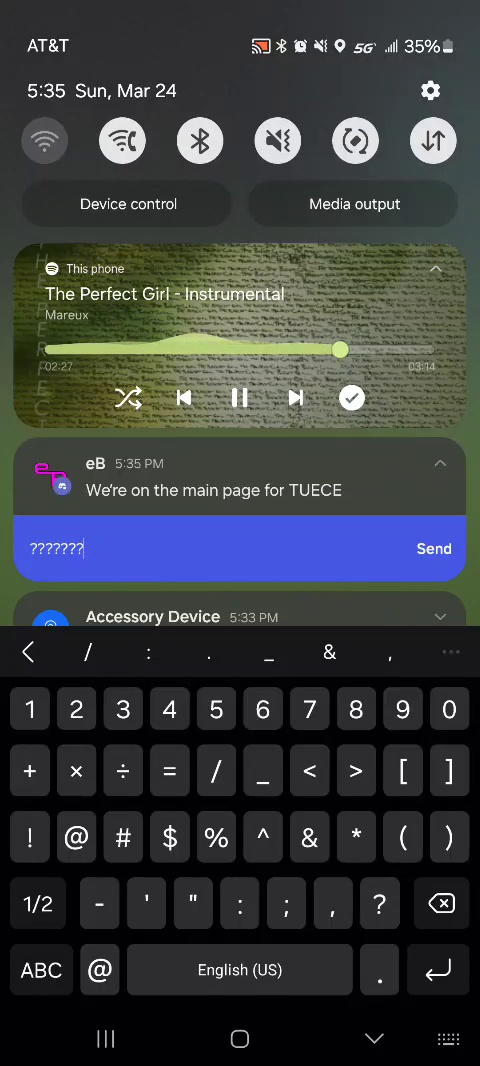 AT&T 5G 35%
5:35 Sun, Mar 24
Device control Media output
This phone
The Perfect Girl - Instrumental
Mareux
02:27 03:14
eB 5:35 PM
We're on the main page for TUECE
??????? Send
Accessory Device 5:33 PM
/ : . _ & ,
1 2 3 4 5 6 7 8 9 0
+ × ÷ = / _ < > [ ]
! @ # $ % ^ & * ( )
1/2 - ' " : ; , ?
ABC @ English (US) .